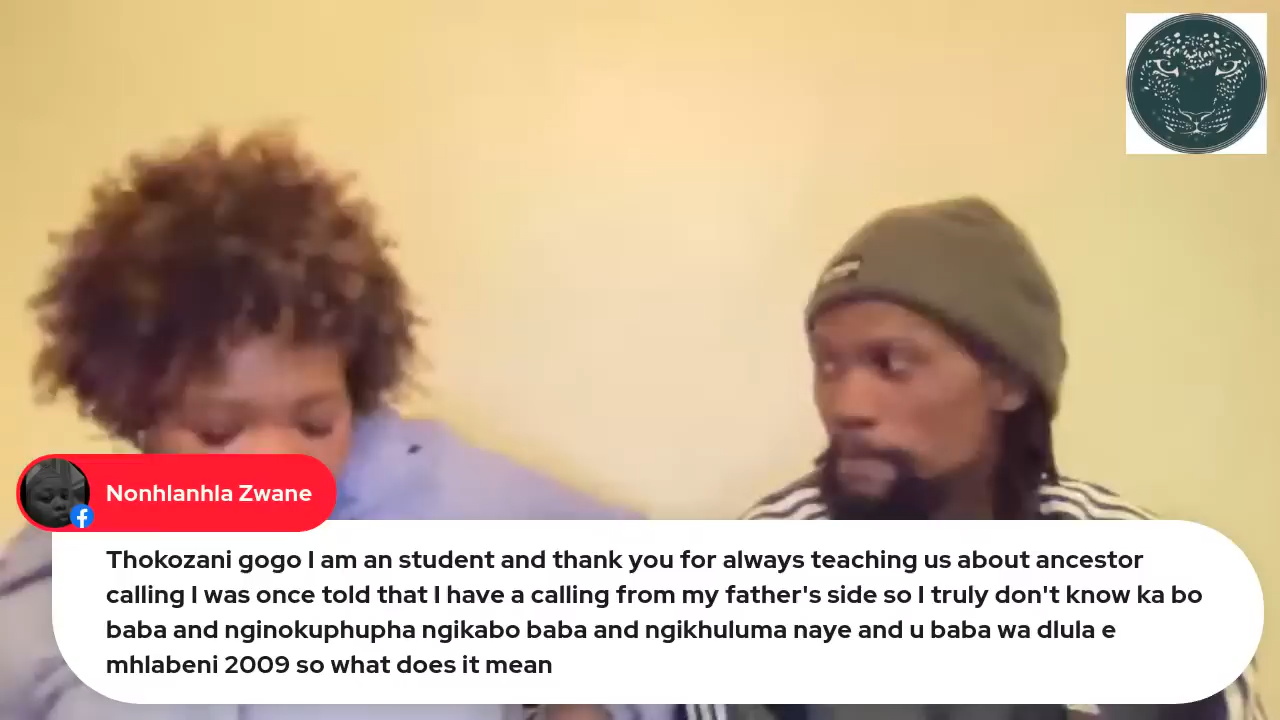 Nonhlanhla Zwane
Thokozani gogo I am an student and thank you for always teaching us about ancestor
calling I was once told that I have a calling from my father's side so I truly don't know ka bo
baba and nginokuphupha ngikabo baba and ngikhuluma naye and u baba wa dlula e
mhlabeni 2009 so what does it mean